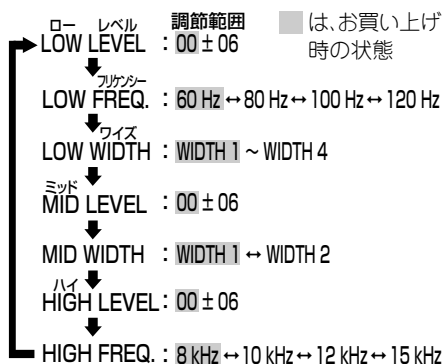 ロー レベル 調節範囲 は、お買い上げ
LOW LEVEL : 00 ± 06 時の状態
フリケンシー
LOW FREQ. : 60 Hz ↔ 80 Hz ↔ 100 Hz ↔ 120 Hz
ワイズ
LOW WIDTH : WIDTH 1 ~ WIDTH 4
ミッド
MID LEVEL : 00 ± 06
MID WIDTH : WIDTH 1 ↔ WIDTH 2
ハイ
HIGH LEVEL : 00 ± 06
HIGH FREQ. : 8 kHz ↔ 10 kHz ↔ 12 kHz ↔ 15 kHz